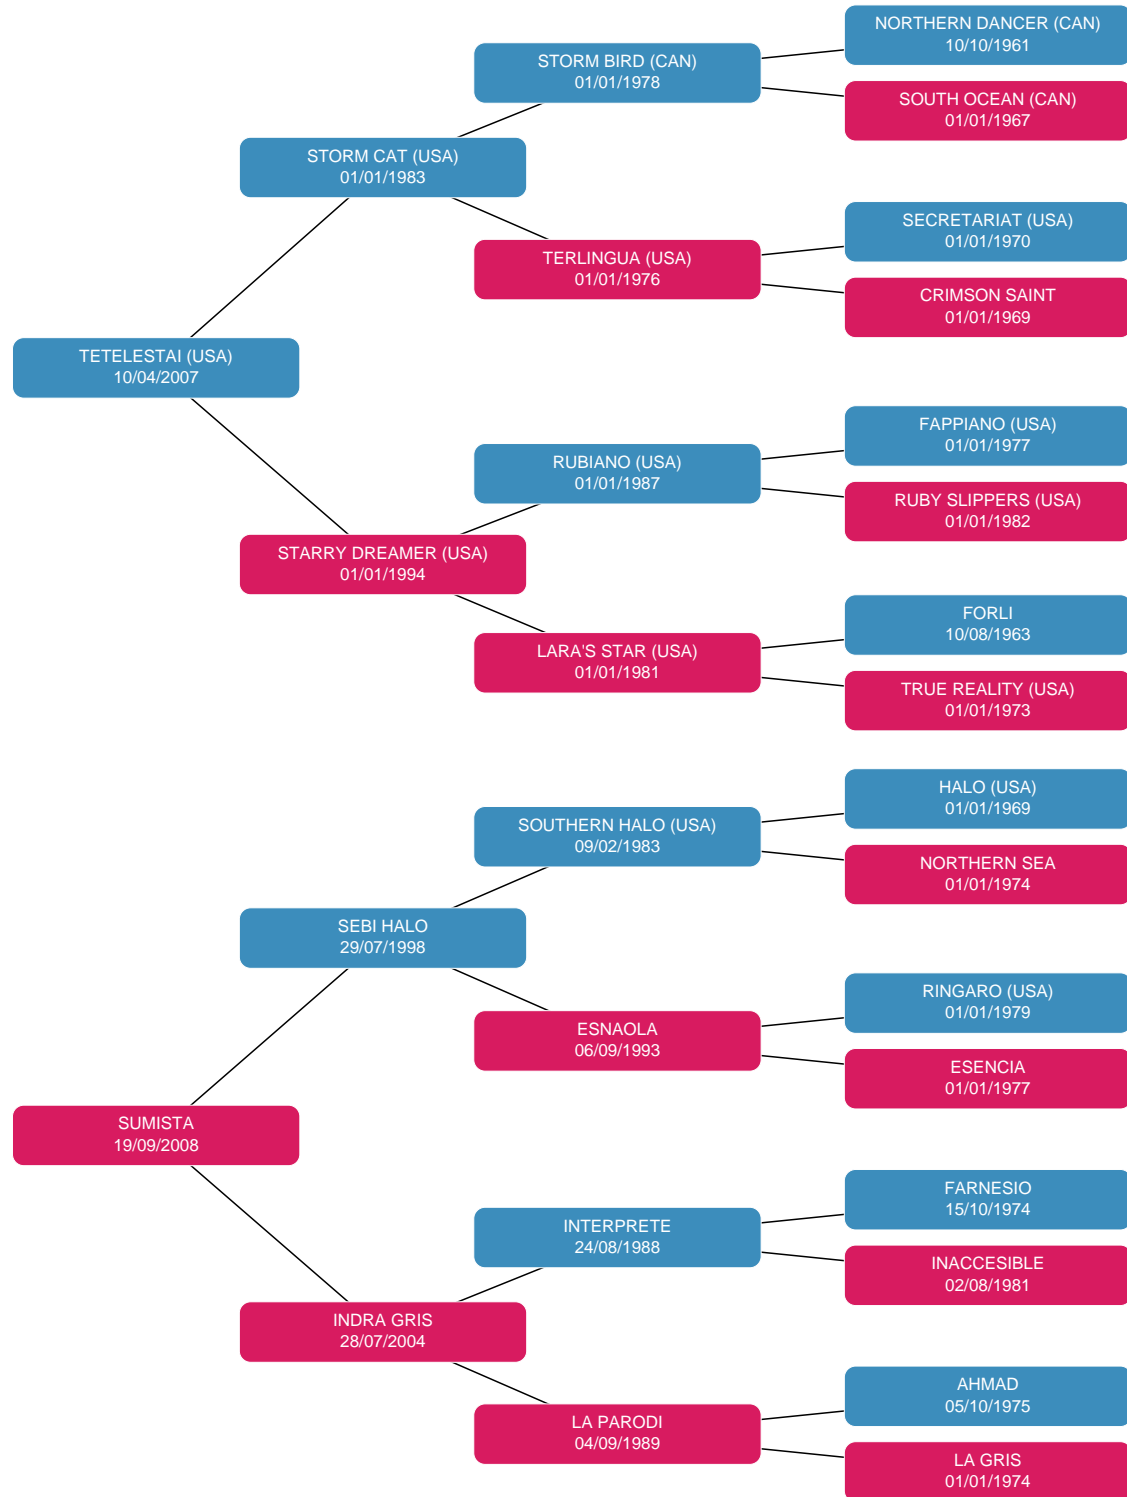 NORTHERN DANCER (CAN)
10/10/1961
STORM BIRD (CAN)
01/01/1978
SOUTH OCEAN (CAN)
01/01/1967
STORM CAT (USA)
01/01/1983
SECRETARIAT (USA)
01/01/1970
TERLINGUA (USA)
01/01/1976
CRIMSON SAINT
01/01/1969
TETELESTAI (USA)
10/04/2007
FAPPIANO (USA)
01/01/1977
RUBIANO (USA)
01/01/1987
RUBY SLIPPERS (USA)
01/01/1982
STARRY DREAMER (USA)
01/01/1994
FORLI
10/08/1963
LARA'S STAR (USA)
01/01/1981
TRUE REALITY (USA)
01/01/1973
HALO (USA)
01/01/1969
SOUTHERN HALO (USA)
09/02/1983
NORTHERN SEA
01/01/1974
SEBI HALO
29/07/1998
RINGARO (USA)
01/01/1979
ESNAOLA
06/09/1993
ESENCIA
01/01/1977
SUMISTA
19/09/2008
FARNESIO
15/10/1974
INTERPRETE
24/08/1988
INACCESIBLE
02/08/1981
INDRA GRIS
28/07/2004
AHMAD
05/10/1975
LA PARODI
04/09/1989
LA GRIS
01/01/1974